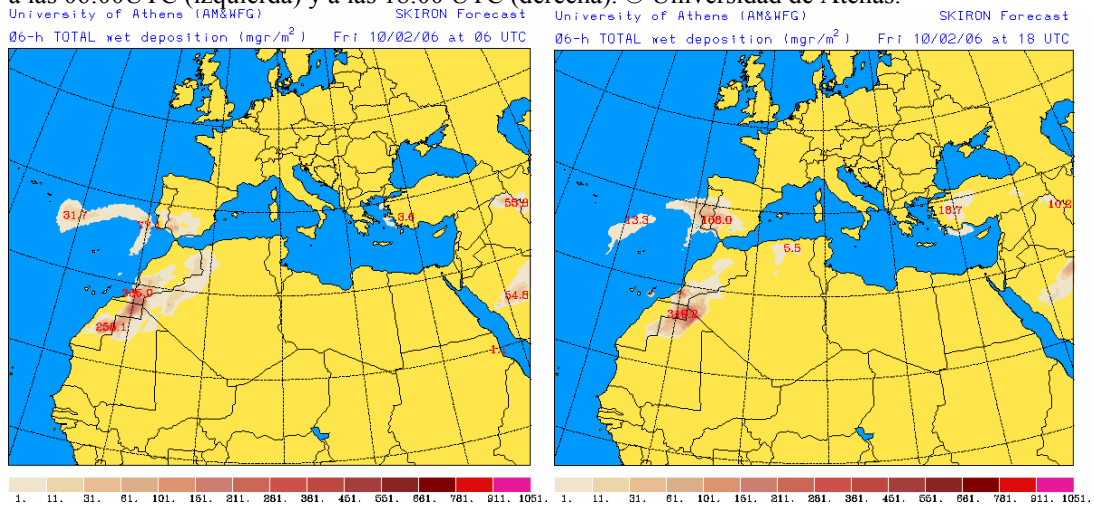 a las 06:00UTC (izquierda) y a las 18:00 UTC (derecha). © Universidad de Atenas.
University of Athens (AM&WFG) SKIRON Forecast
06-h TOTAL wet deposition (mgr/m²) Fri 10/02/06 at 06 UTC
31.7
3.6
55.8
256.1
54.8
1. 11. 31. 61. 101. 151. 211. 281. 361. 451. 551. 661. 781. 911. 1051.
University of Athens (AM&WFG) SKIRON Forecast
06-h TOTAL wet deposition (mgr/m²) Fri 10/02/06 at 18 UTC
13.3
168.0
18.7
10.2
5.5
1. 11. 31. 61. 101. 151. 211. 281. 361. 451. 551. 661. 781. 911. 1051.